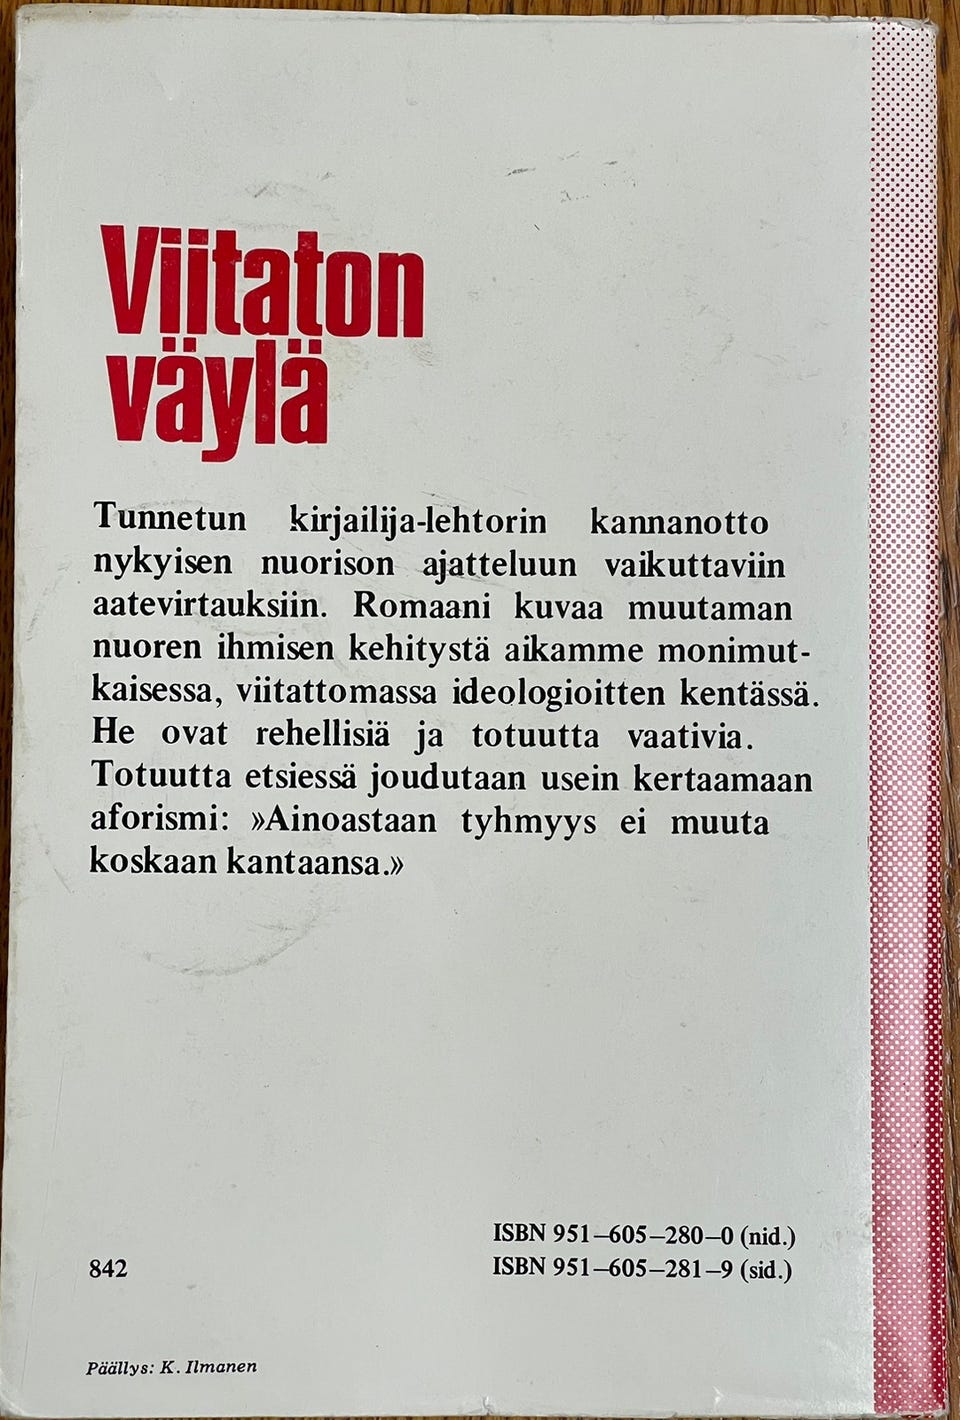 Viitaton
väylä
Tunnetun kirjailija-lehtorin kannanotto
nykyisen nuorison ajatteluun vaikuttaviin
aatevirtauksiin. Romaani kuvaa muutaman
nuoren ihmisen kehitystä aikamme monimut-
kaisessa, viitattomassa ideologioitten kentässä.
He ovat rehellisiä ja totuutta vaativia.
Totuutta etsiessä joudutaan usein kertaamaan
aforismi: »Ainoastaan tyhmyys ei muuta
koskaan kantaansa.»
ISBN 951–605–280–0 (nid.)
842
ISBN 951–605–281–9 (sid.)
Päällys: K. Ilmanen